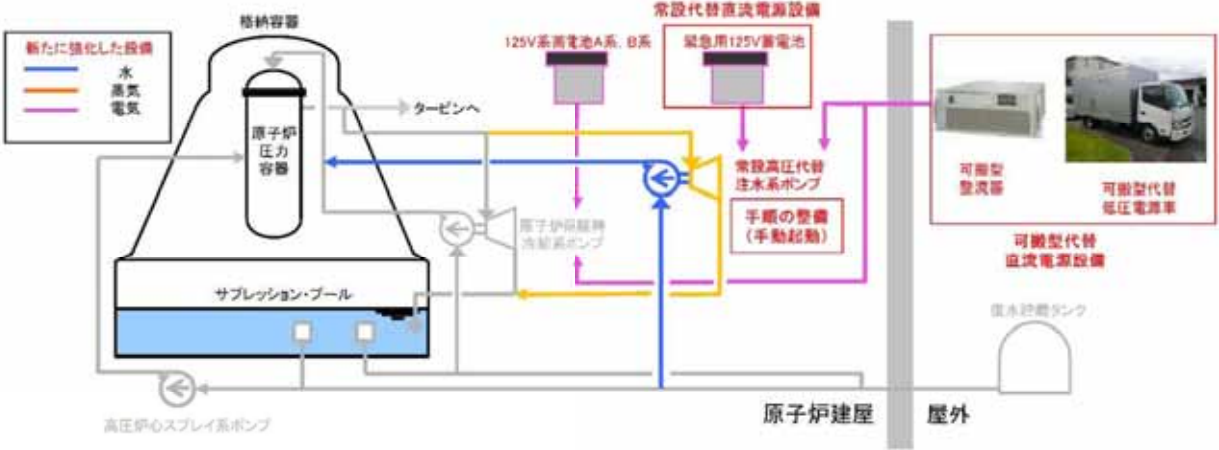 常設代替直流電源設備
格納容器
新たに強化した設備
水
蒸気
電気
125V系蓄電池A系、B系
緊急用125V蓄電池
タービンへ
原子炉
圧力
容器
常設高圧代替
注水系ポンプ
手順の整備
(手動起動)
可搬型
整流器
可搬型代替
低圧電源車
可搬型代替
直流電源設備
原子炉隔離時
冷却系ポンプ
サプレッション・プール
復水貯蔵タンク
高圧炉心スプレイ系ポンプ
原子炉建屋
屋外